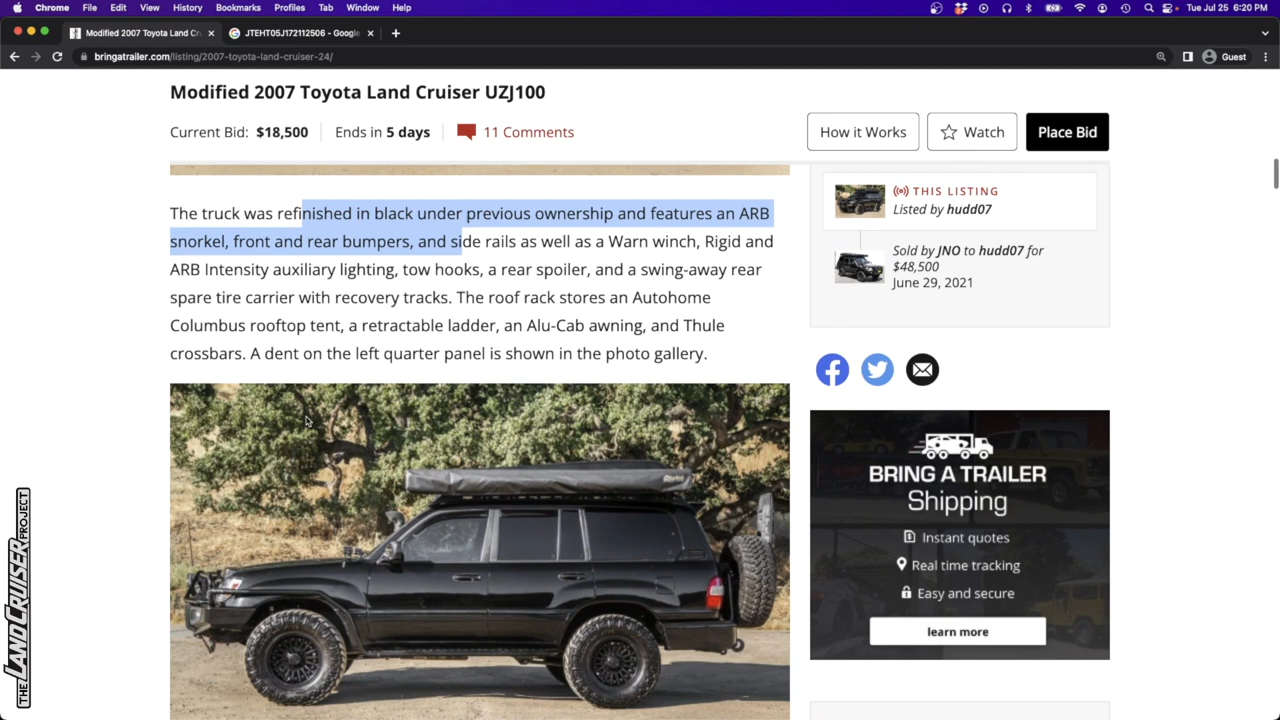 Chrome File Edit View History Bookmarks Profiles Tab Window Help
Tue Jul 25 6:20 PM
Modified 2007 Toyota Land Cr
JTEHT05J172112506 - Google
bringatrailer.com/listing/2007-toyota-land-cruiser-24/
Guest
Modified 2007 Toyota Land Cruiser UZJ100
Current Bid: $18,500
Ends in 5 days
11 Comments
How it Works
Watch
Place Bid
The truck was refinished in black under previous ownership and features an ARB
snorkel, front and rear bumpers, and side rails as well as a Warn winch, Rigid and
ARB Intensity auxiliary lighting, tow hooks, a rear spoiler, and a swing-away rear
spare tire carrier with recovery tracks. The roof rack stores an Autohome
Columbus rooftop tent, a retractable ladder, an Alu-Cab awning, and Thule
crossbars. A dent on the left quarter panel is shown in the photo gallery.
THIS LISTING
Listed by hudd07
Sold by JNO to hudd07 for
$48,500
June 29, 2021
BRING A TRAILER
Shipping
Instant quotes
Real time tracking
Easy and secure
learn more
THE LAND CRUISER PROJECT